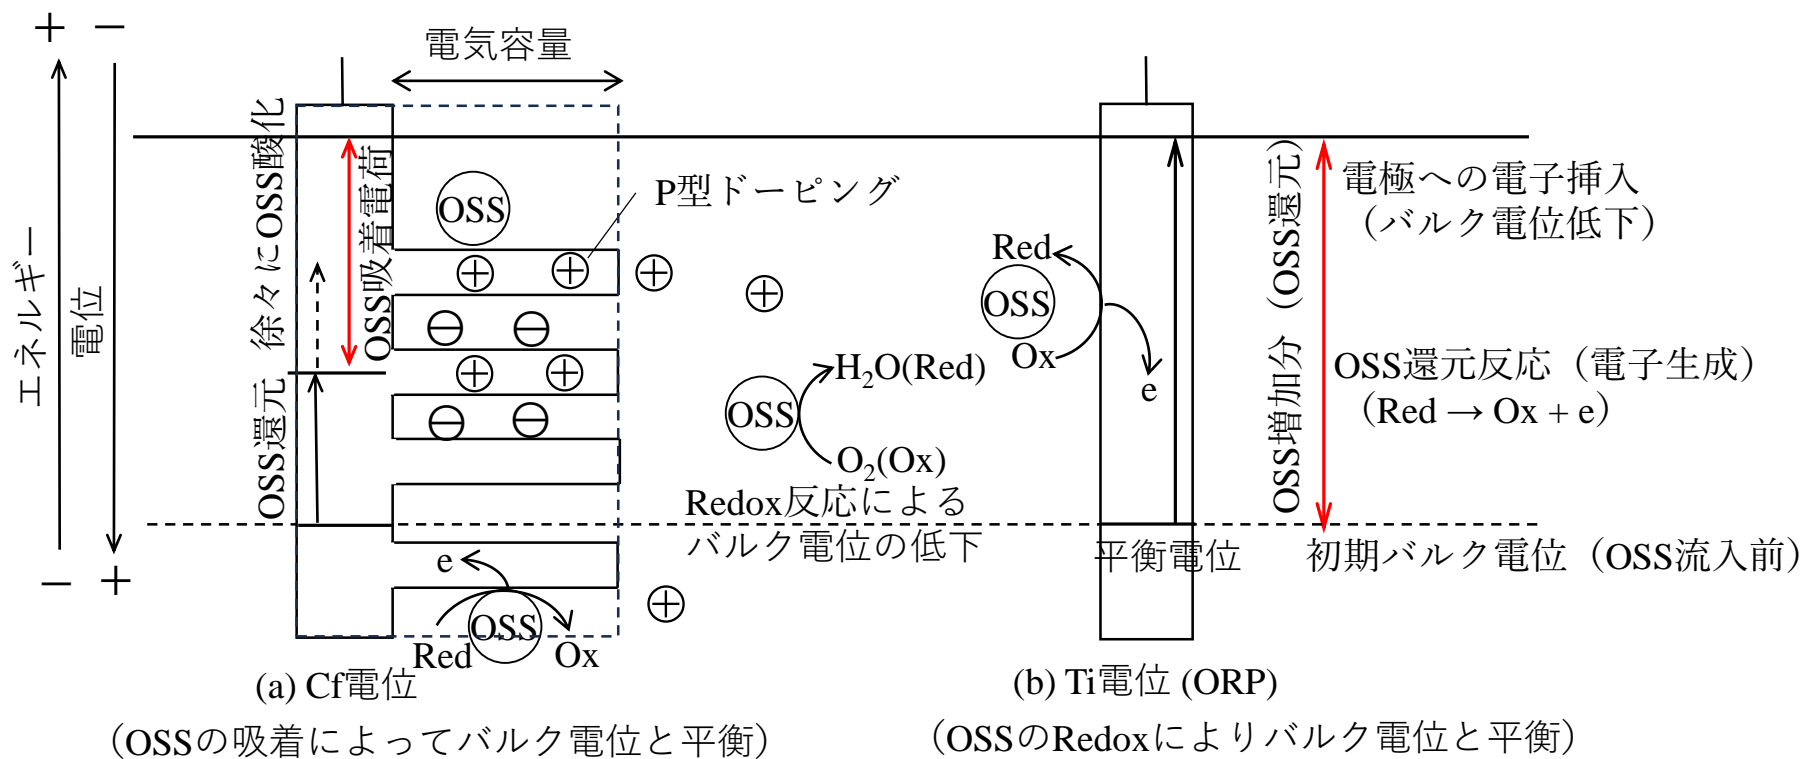 + −
エネルギー
電位
− +
電気容量
徐々にOSS酸化
OSS還元
OSS吸着電荷
OSS
P型ドーピング
+ + + +
− −
+ +
− −
e
OSS
Red
Ox
+
OSS
H₂O(Red)
O₂(Ox)
Redox反応による
バルク電位の低下
Red
OSS
Ox
e
平衡電位
OSS増加分(OSS還元)
電極への電子挿入
(バルク電位低下)
OSS還元反応(電子生成)
(Red → Ox + e)
初期バルク電位(OSS流入前)
(a) Cf電位
(OSSの吸着によってバルク電位と平衡)
(b) Ti電位 (ORP)
(OSSのRedoxによりバルク電位と平衡)